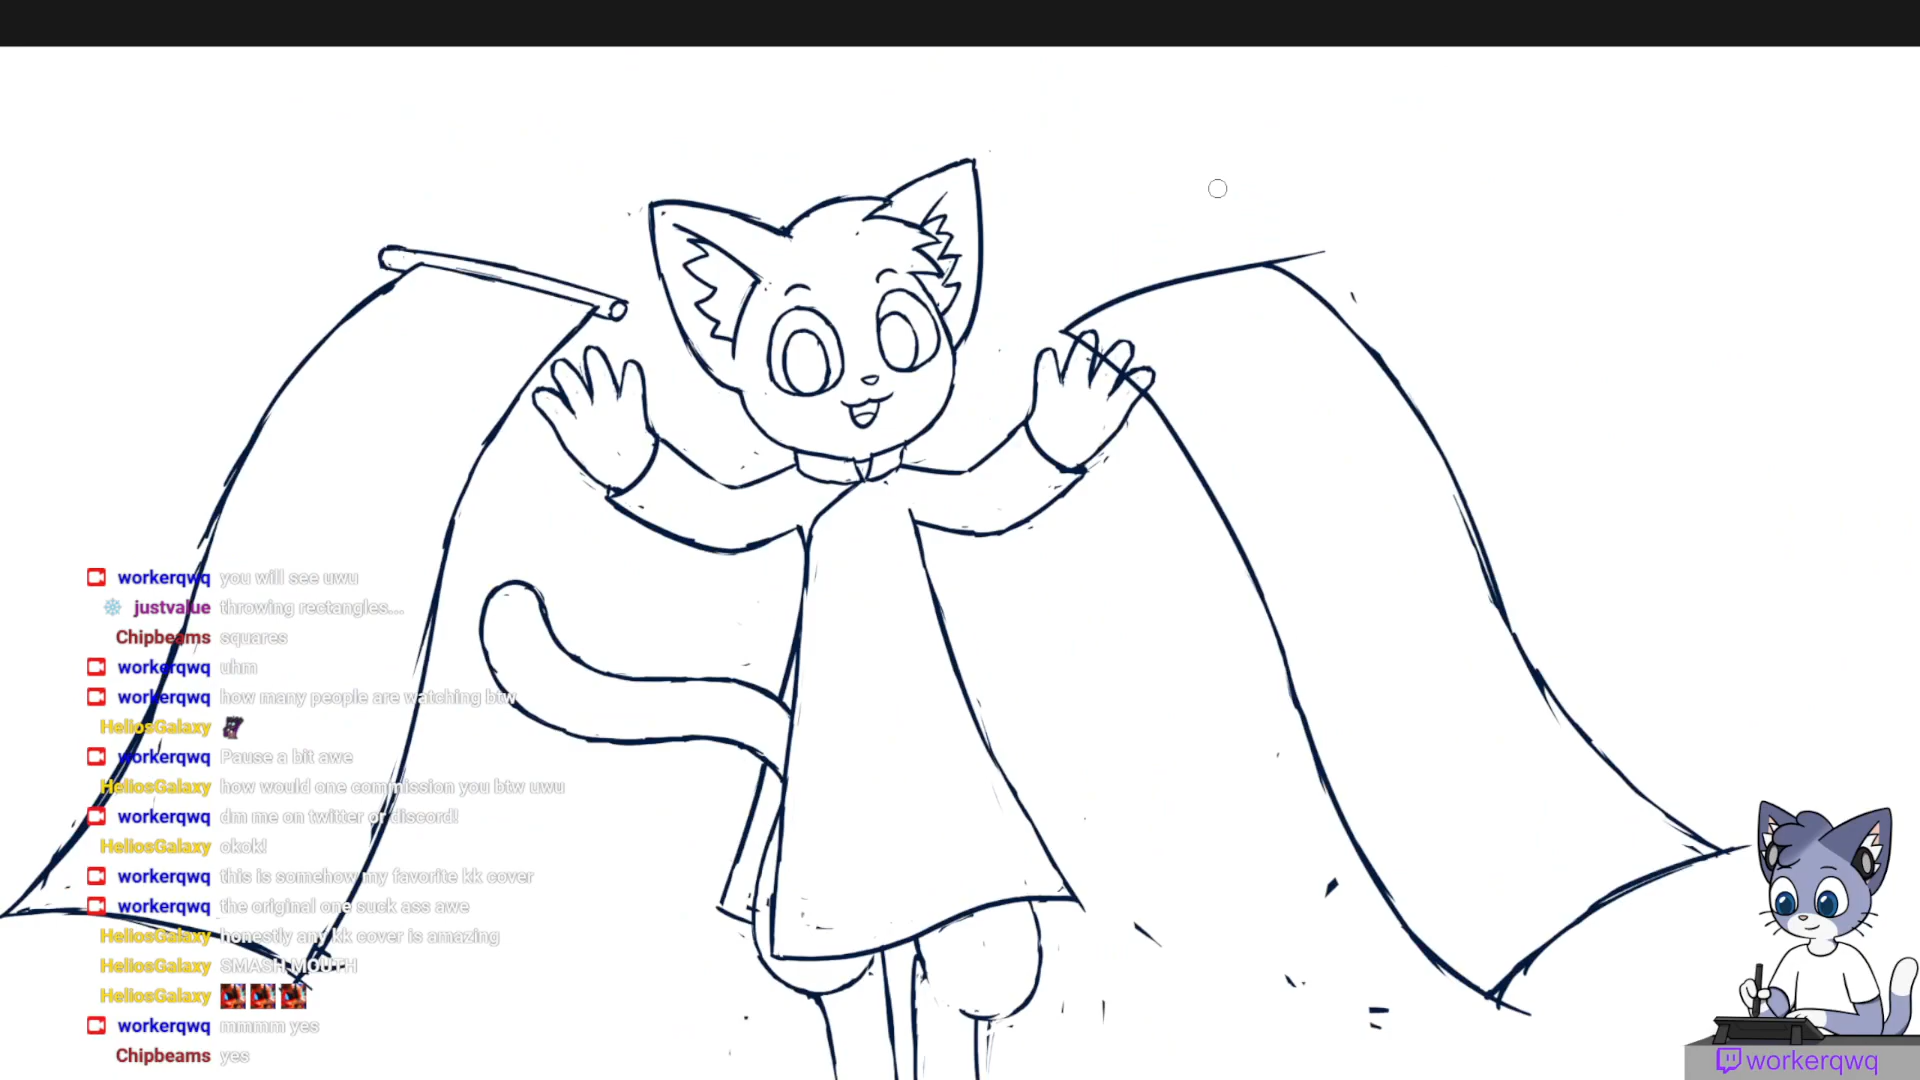 workerqwq you will see uwu
justvalue throwing rectangles...
Chipbeams squares
workerqwq uhm
workerqwq how many people are watching btw
HeliosGalaxy
workerqwq Pause a bit awe
HeliosGalaxy how would one commission you btw uwu
workerqwq dm me on twitter or discord!
HeliosGalaxy okok!
workerqwq this is somehow my favorite kk cover
workerqwq the original one suck ass awe
HeliosGalaxy honestly any kk cover is amazing
HeliosGalaxy SMASH MOUTH
HeliosGalaxy
workerqwq mmmm yes
Chipbeams yes
workerqwq